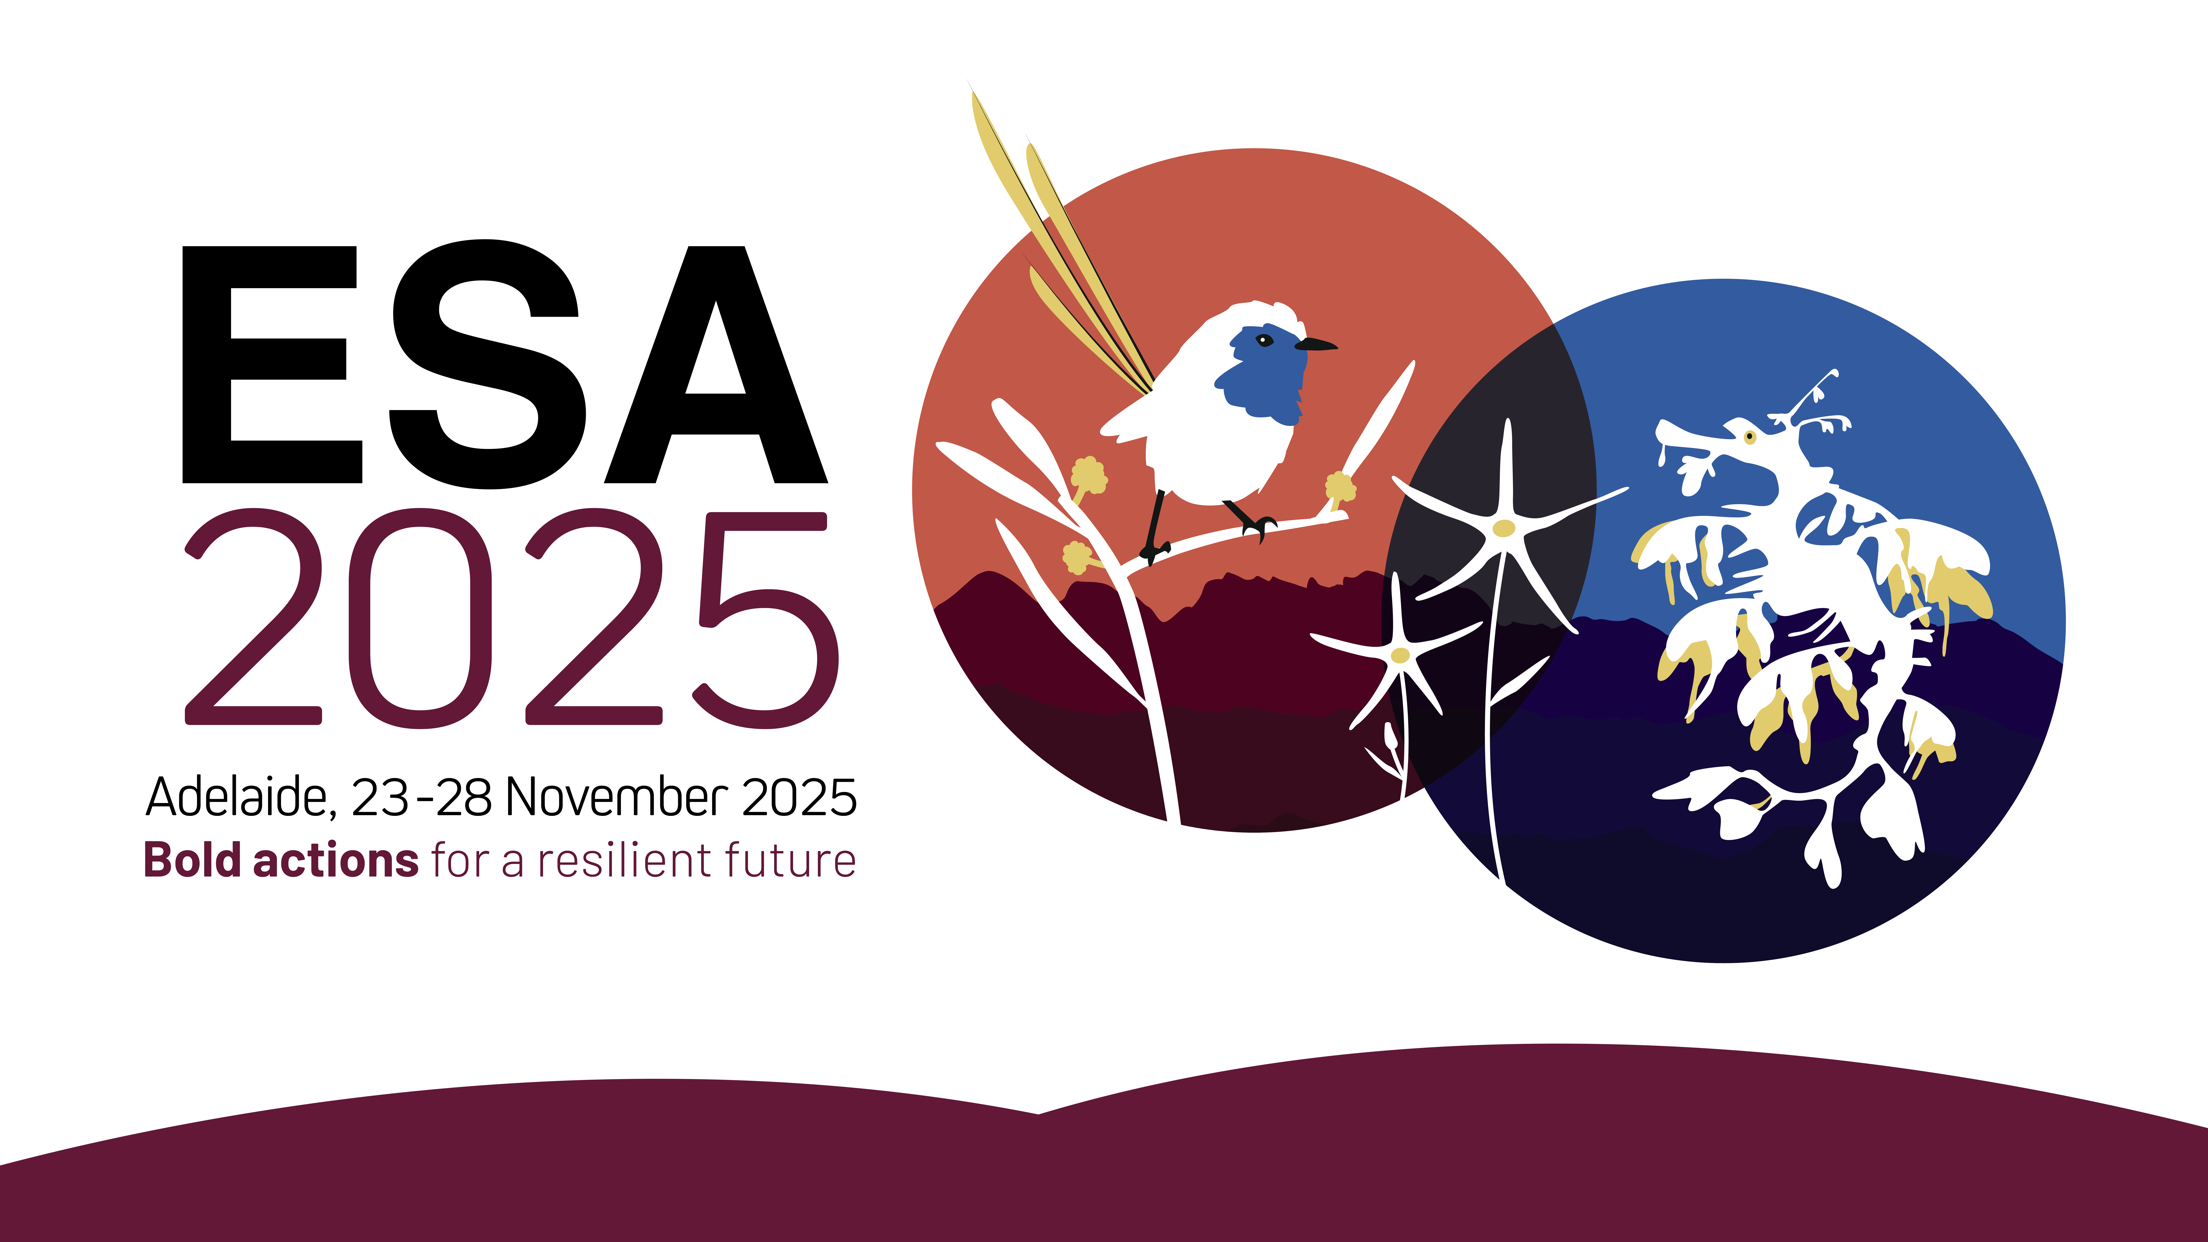 ESA
2025
Adelaide, 23-28 November 2025
Bold actions for a resilient future